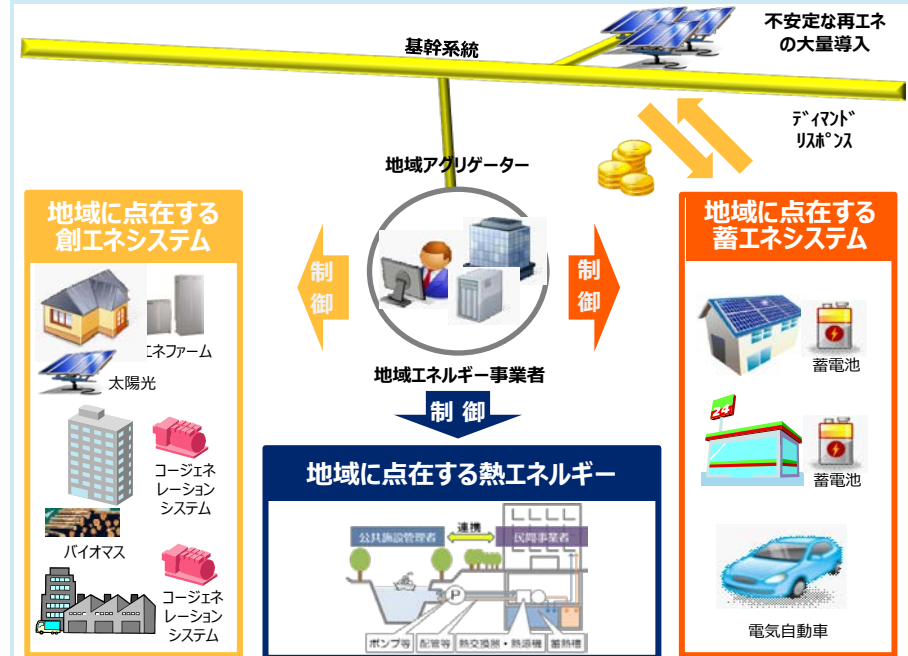 不安定な再エネ
の大量導入
基幹系統
ディマンド
リスポンス
地域アグリゲーター
地域に点在する
創エネシステム
制
御
制
御
地域に点在する
蓄エネシステム
エネファーム
太陽光
蓄電池
地域エネルギー事業者
制 御
24
コージェネ
レーション
システム
蓄電池
地域に点在する熱エネルギー
バイオマス
公共施設管理者
連携
民間事業者
P
コージェネ
レーション
システム
ポンプ等
配管等
熱交換器・熱源機
蓄熱槽
電気自動車